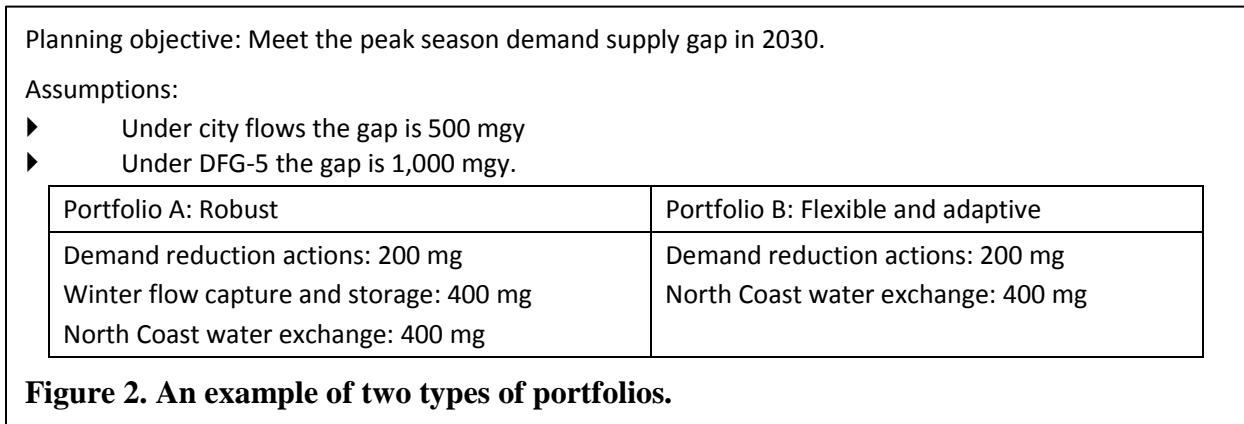 Planning objective: Meet the peak season demand supply gap in 2030.
Assumptions:
Under city flows the gap is 500 mgy
Under DFG-5 the gap is 1,000 mgy.
Portfolio A: Robust
Portfolio B: Flexible and adaptive
Demand reduction actions: 200 mg
Winter flow capture and storage: 400 mg
North Coast water exchange: 400 mg
Demand reduction actions: 200 mg
North Coast water exchange: 400 mg
Figure 2. An example of two types of portfolios.